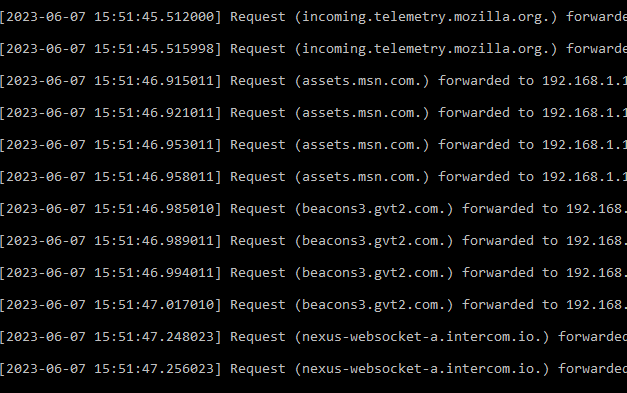 [2023-06-07 15:51:45.512000] Request (incoming.telemetry.mozilla.org.) forwarde
[2023-06-07 15:51:45.515998] Request (incoming.telemetry.mozilla.org.) forwarde
[2023-06-07 15:51:46.915011] Request (assets.msn.com.) forwarded to 192.168.1.1
[2023-06-07 15:51:46.921011] Request (assets.msn.com.) forwarded to 192.168.1.1
[2023-06-07 15:51:46.953011] Request (assets.msn.com.) forwarded to 192.168.1.1
[2023-06-07 15:51:46.958011] Request (assets.msn.com.) forwarded to 192.168.1.1
[2023-06-07 15:51:46.985010] Request (beacons3.gvt2.com.) forwarded to 192.168.
[2023-06-07 15:51:46.989011] Request (beacons3.gvt2.com.) forwarded to 192.168.
[2023-06-07 15:51:46.994011] Request (beacons3.gvt2.com.) forwarded to 192.168.
[2023-06-07 15:51:47.017010] Request (beacons3.gvt2.com.) forwarded to 192.168.
[2023-06-07 15:51:47.248023] Request (nexus-websocket-a.intercom.io.) forwarded
[2023-06-07 15:51:47.256023] Request (nexus-websocket-a.intercom.io.) forwarded